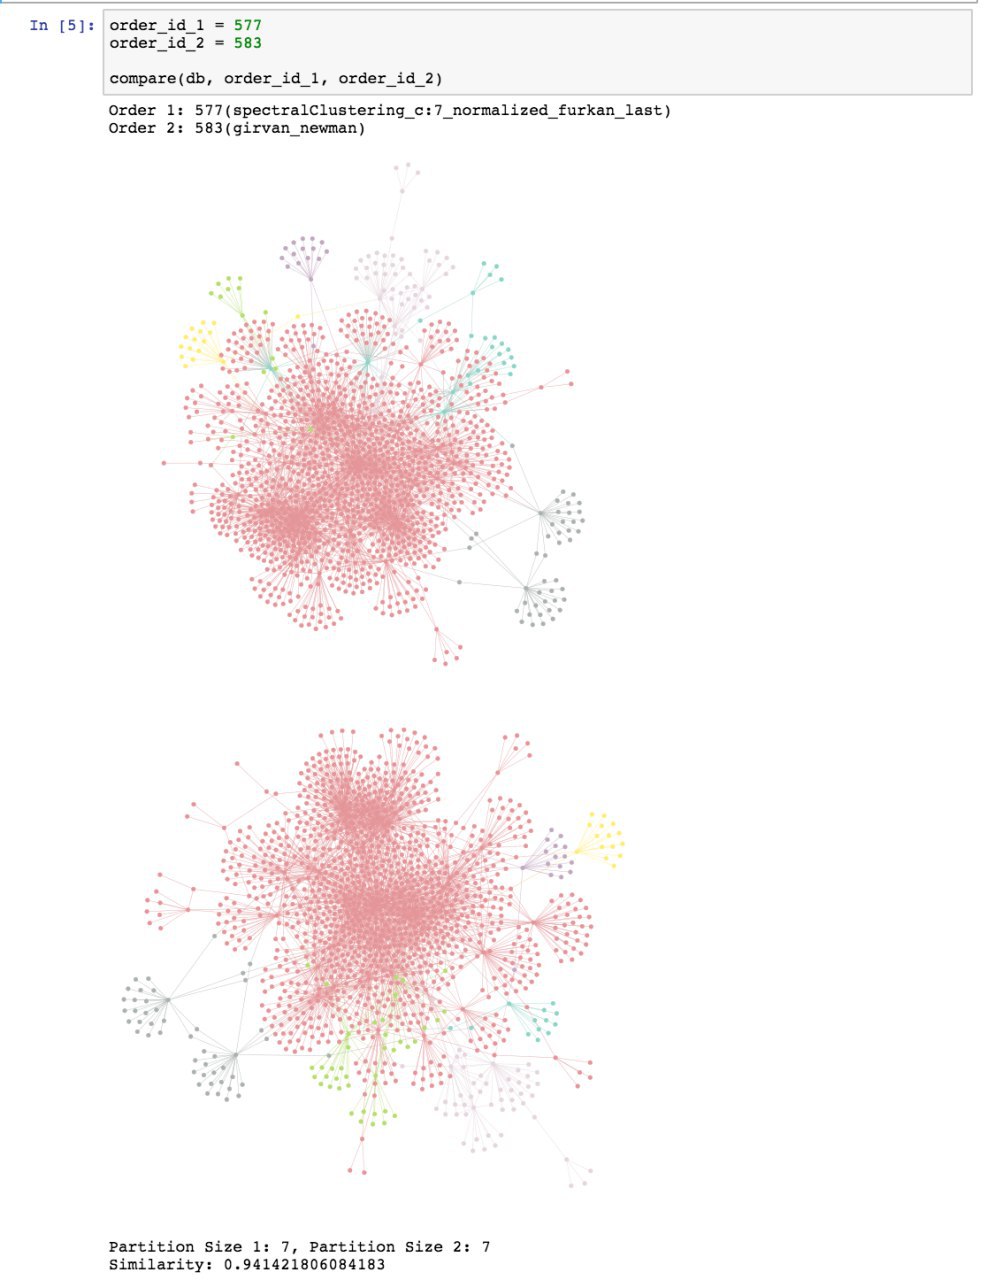 In [5]: order_id_1 = 577
order_id_2 = 583
compare(db, order_id_1, order_id_2)
Order 1: 577(spectralClustering_c:7_normalized_furkan_last)
Order 2: 583(girvan_newman)
Partition Size 1: 7, Partition Size 2: 7
Similarity: 0.941421806084183